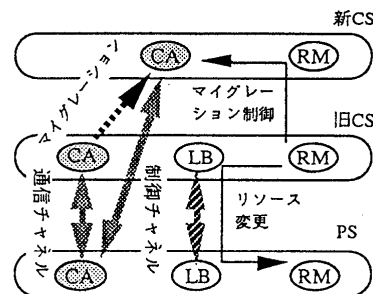 新CS
CA
RM
マイグレーション
マイグレー
ション制御
旧CS
CA
LB
RM
通信チャネル
制御チャネル
リソース
変更
PS
CA
LB
RM